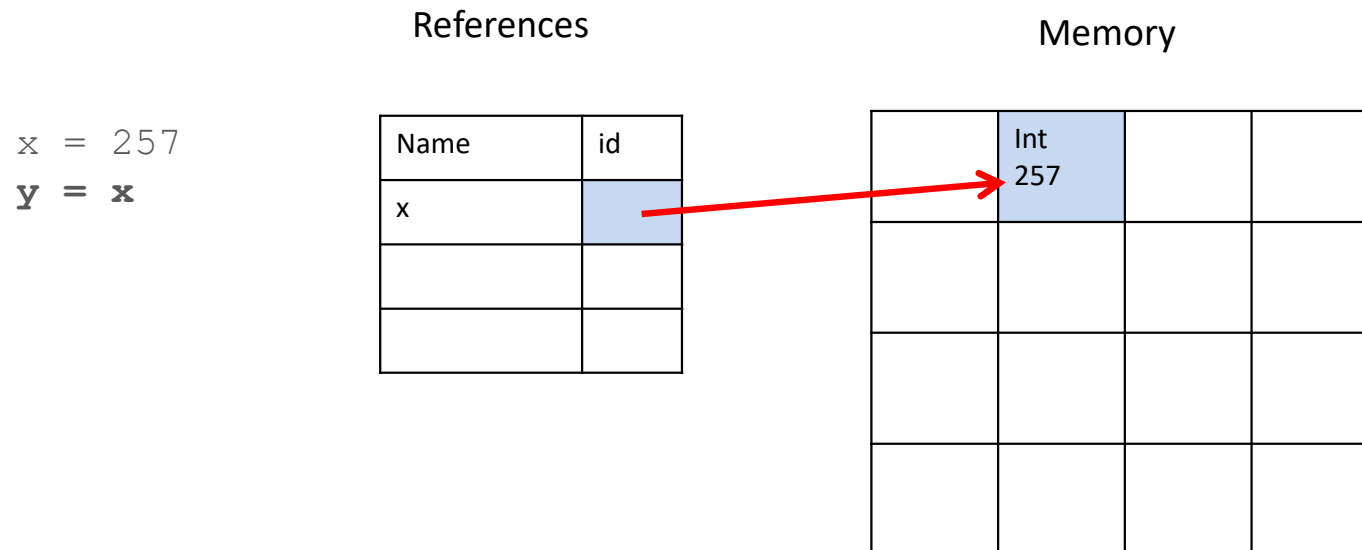 References
Memory
x = 257
y = x
Name id
x
Int
257